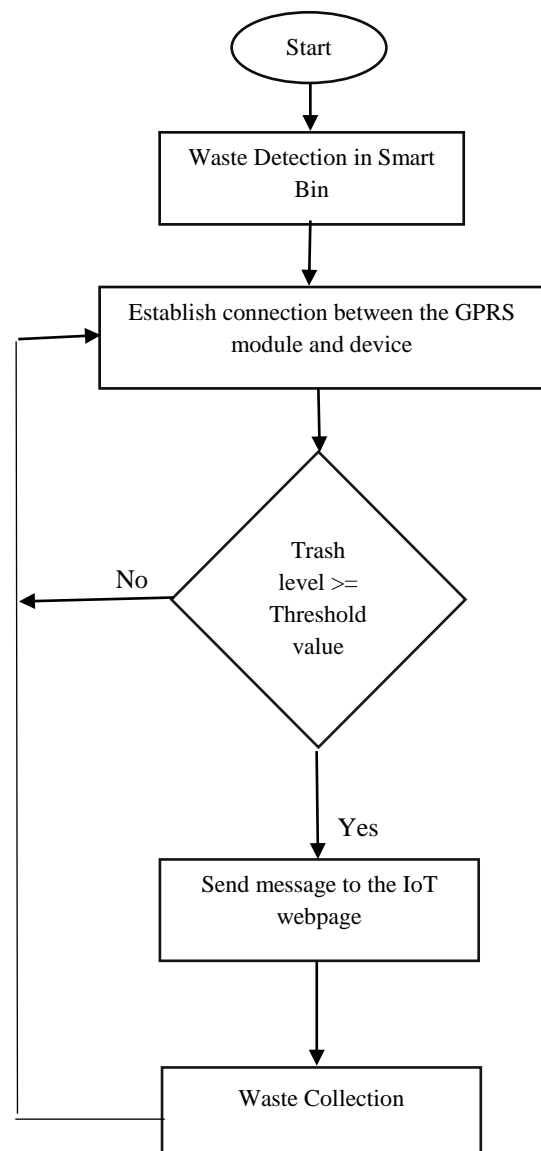 Start
Waste Detection in Smart
Bin
Establish connection between the GPRS
module and device
Trash
level >=
Threshold
value
No
Yes
Send message to the IoT
webpage
Waste Collection